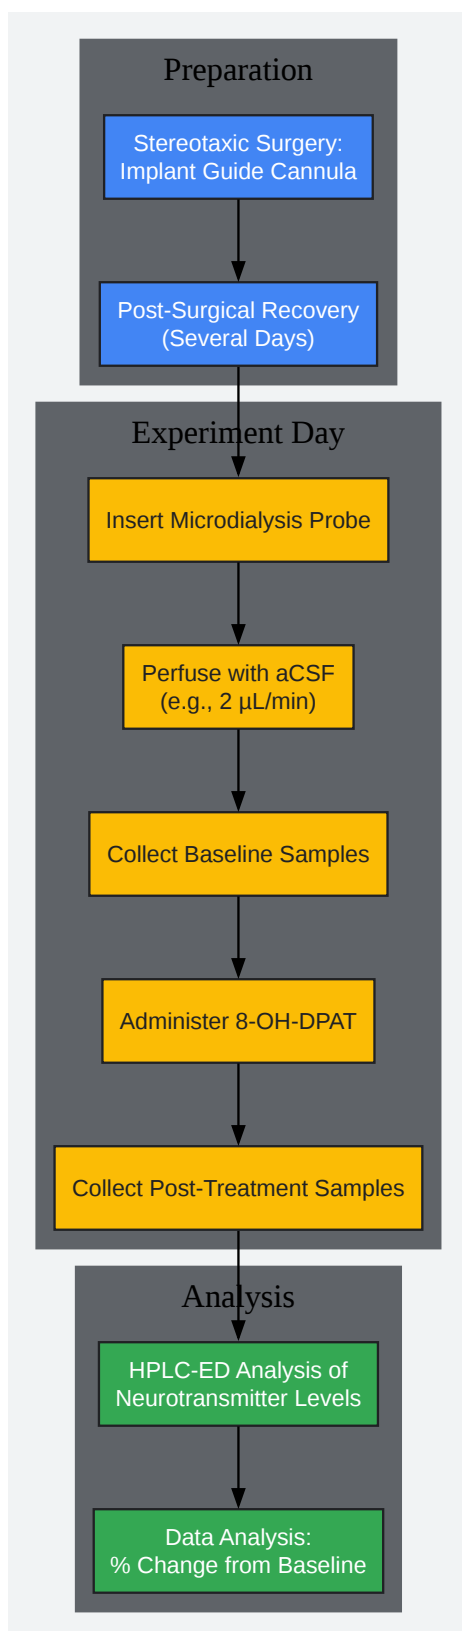 Preparation
Stereotaxic Surgery:
Implant Guide Cannula
Post-Surgical Recovery
(Several Days)
Experiment Day
Insert Microdialysis Probe
Perfuse with aCSF
(e.g., 2 µL/min)
Collect Baseline Samples
Administer 8-OH-DPAT
Collect Post-Treatment Samples
Analysis
HPLC-ED Analysis of
Neurotransmitter Levels
Data Analysis:
% Change from Baseline